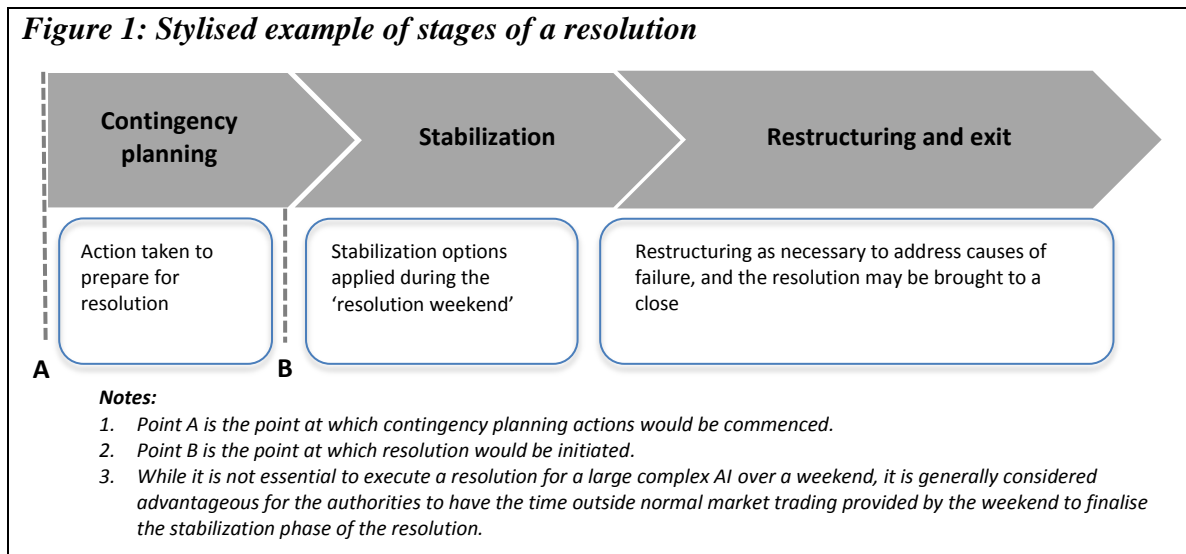 Figure 1: Stylised example of stages of a resolution
Contingency
planning
Stabilization
Restructuring and exit
Action taken to
prepare for
resolution
Stabilization options
applied during the
‘resolution weekend’
Restructuring as necessary to address causes of
failure, and the resolution may be brought to a
close
A
B
Notes:
1. Point A is the point at which contingency planning actions would be commenced.
2. Point B is the point at which resolution would be initiated.
3. While it is not essential to execute a resolution for a large complex AI over a weekend, it is generally considered
advantageous for the authorities to have the time outside normal market trading provided by the weekend to finalise
the stabilization phase of the resolution.